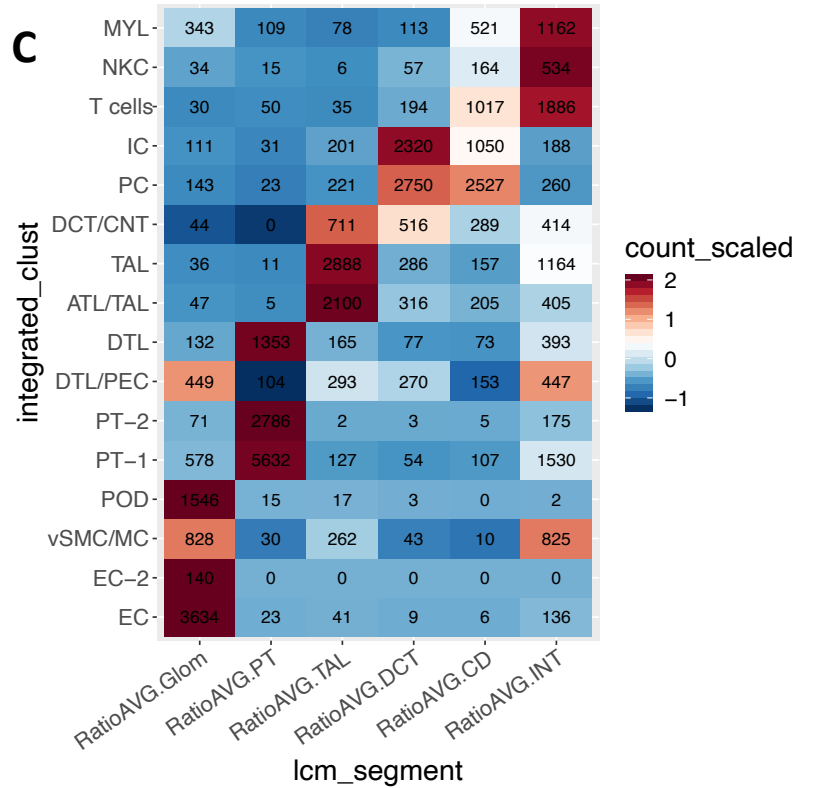 C
MYL 343 109 78 113 521 1162
NKC 34 15 6 57 164 534
T cells 30 50 35 194 1017 1886
IC 111 31 201 2320 1050 188
PC 143 23 221 2750 2527 260
DCT/CNT 44 0 711 516 289 414
TAL 36 11 2888 286 157 1164
ATL/TAL 47 5 2100 316 205 405
DTL 132 1353 165 77 73 393
DTL/PEC 449 104 293 270 153 447
PT−2 71 2786 2 3 5 175
PT−1 578 5632 127 54 107 1530
POD 1546 15 17 3 0 2
vSMC/MC 828 30 262 43 10 825
EC−2 140 0 0 0 0 0
EC 3634 23 41 9 6 136
integrated_clust
RatioAVG.Glom RatioAVG.PT RatioAVG.TAL RatioAVG.DCT RatioAVG.CD RatioAVG.INT
lcm_segment
count_scaled
2
1
0
−1